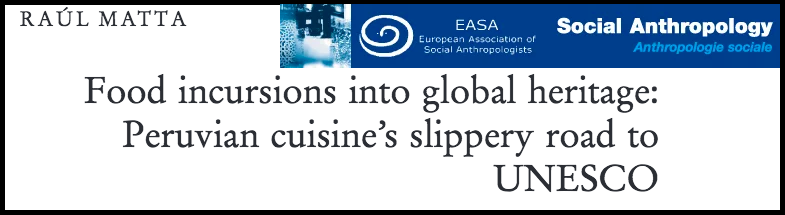 RAÚL MATTA
EASA
European Association of
Social Anthropologists
Social Anthropology
Anthropologie sociale
Food incursions into global heritage:
Peruvian cuisine’s slippery road to
UNESCO